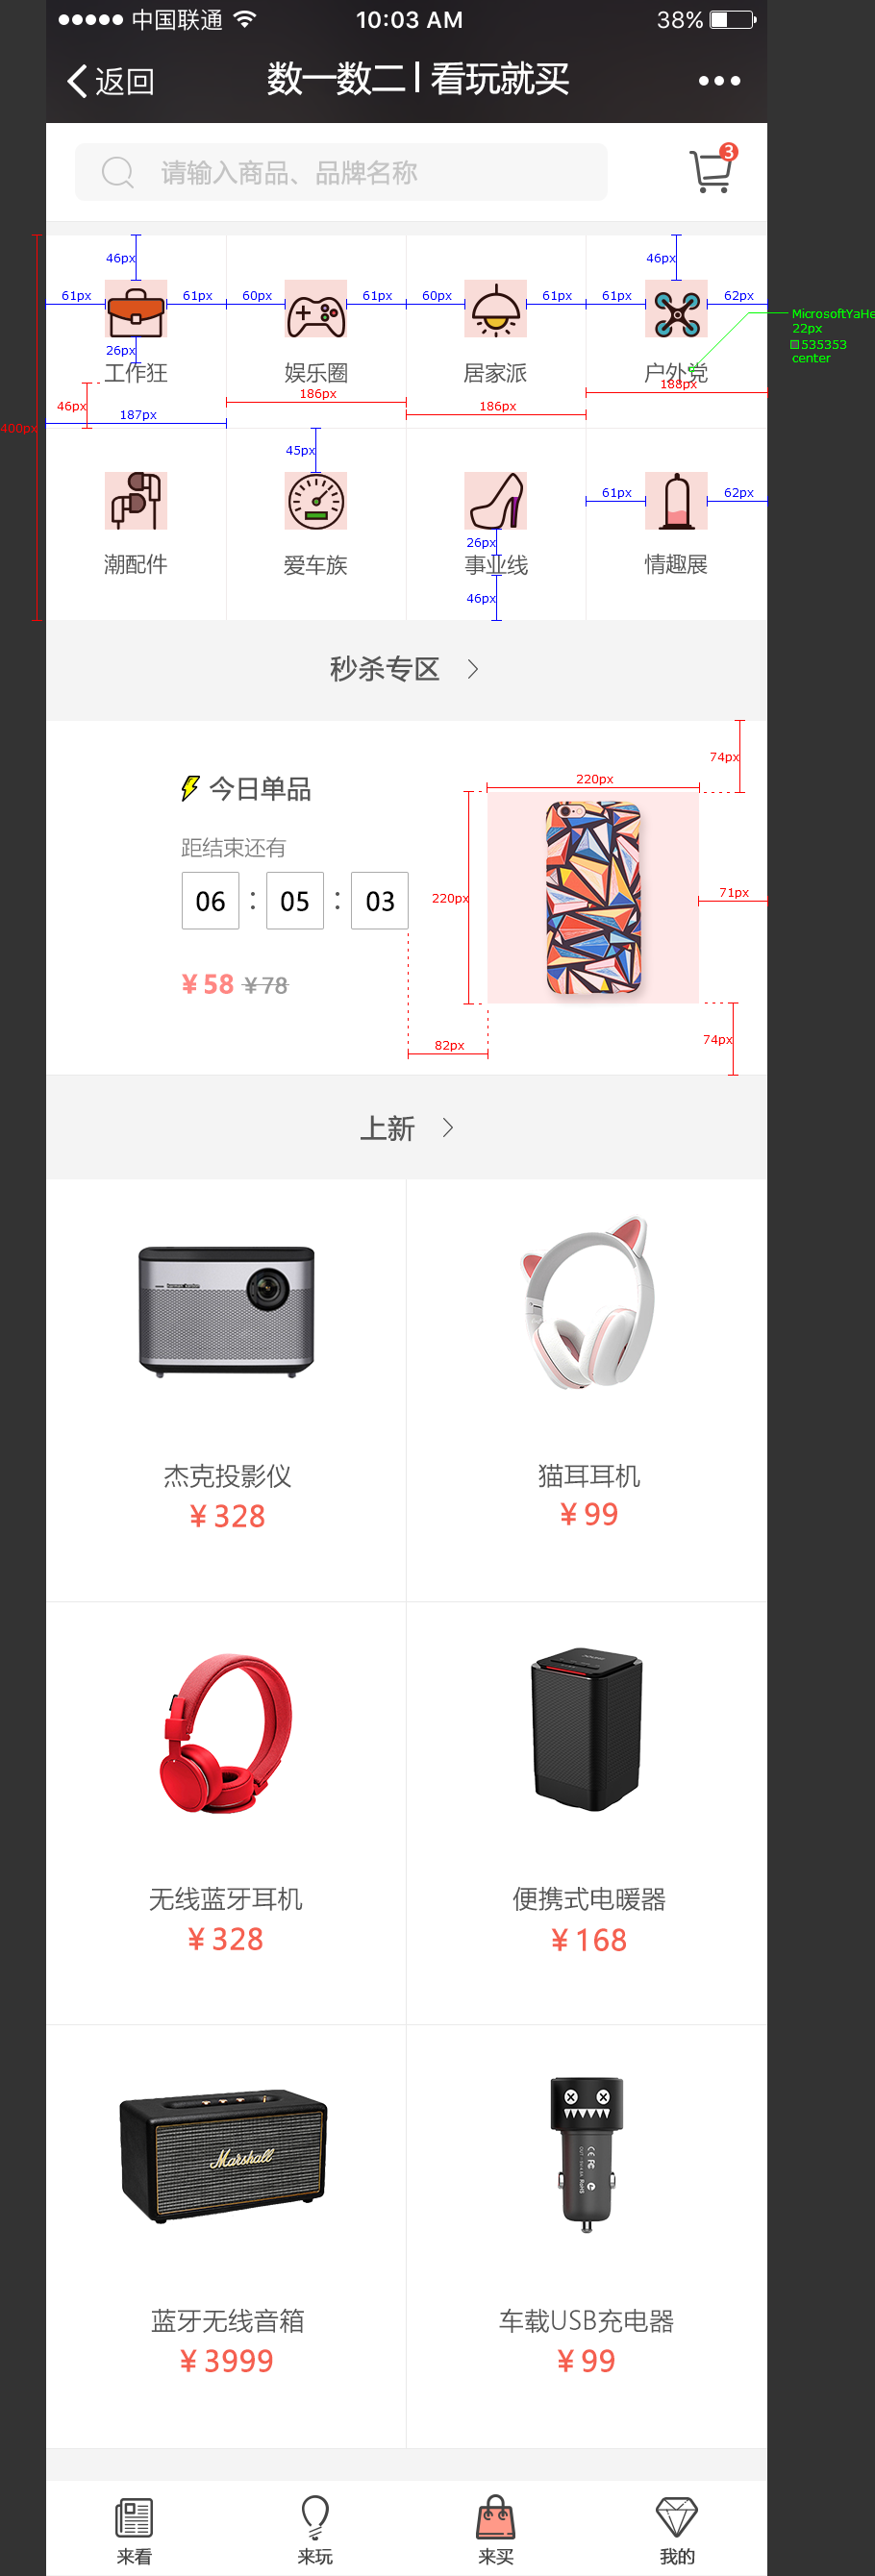 中国联通 10:03 AM 38%
返回 数一数二 | 看玩就买
请输入商品、品牌名称 3
46px 46px
61px 61px 60px 61px 60px 61px 61px 62px
MicrosoftYaHe
22px
535353
center
26px
工作狂 娱乐圈 居家派 户外党
188px
186px
46px 187px 186px
400px
45px
61px 62px
26px
潮配件 爱车族 事业线 情趣展
46px
秒杀专区
74px
220px
今日单品
距结束还有
06 : 05 : 03
220px 71px
¥58 ¥78
82px 74px
上新
harman/kardon
杰克投影仪 猫耳耳机
¥328 ¥99
无线蓝牙耳机 便携式电暖器
¥328 ¥168
Marshall
蓝牙无线音箱 车载USB充电器
¥3999 ¥99
来看 来玩 来买 我的